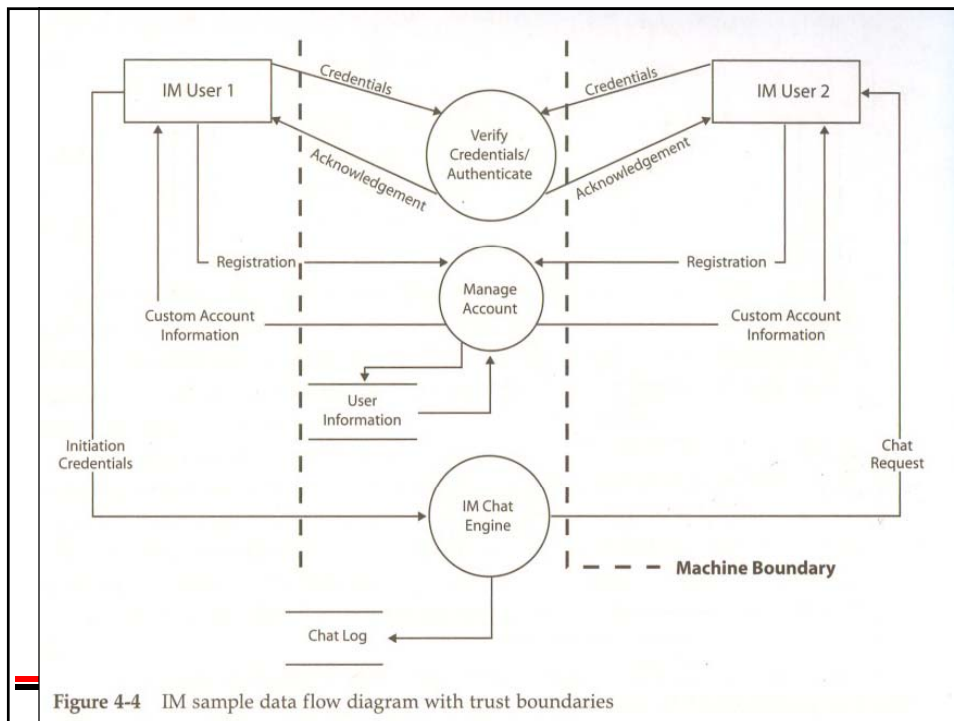 IM User 1
Credentials
Credentials
IM User 2
Verify
Credentials/
Authenticate
Acknowledgement
Acknowledgement
Registration
Registration
Manage
Account
Custom Account
Information
Custom Account
Information
User
Information
Initiation
Credentials
Chat
Request
IM Chat
Engine
Machine Boundary
Chat Log
Figure 4-4 IM sample data flow diagram with trust boundaries